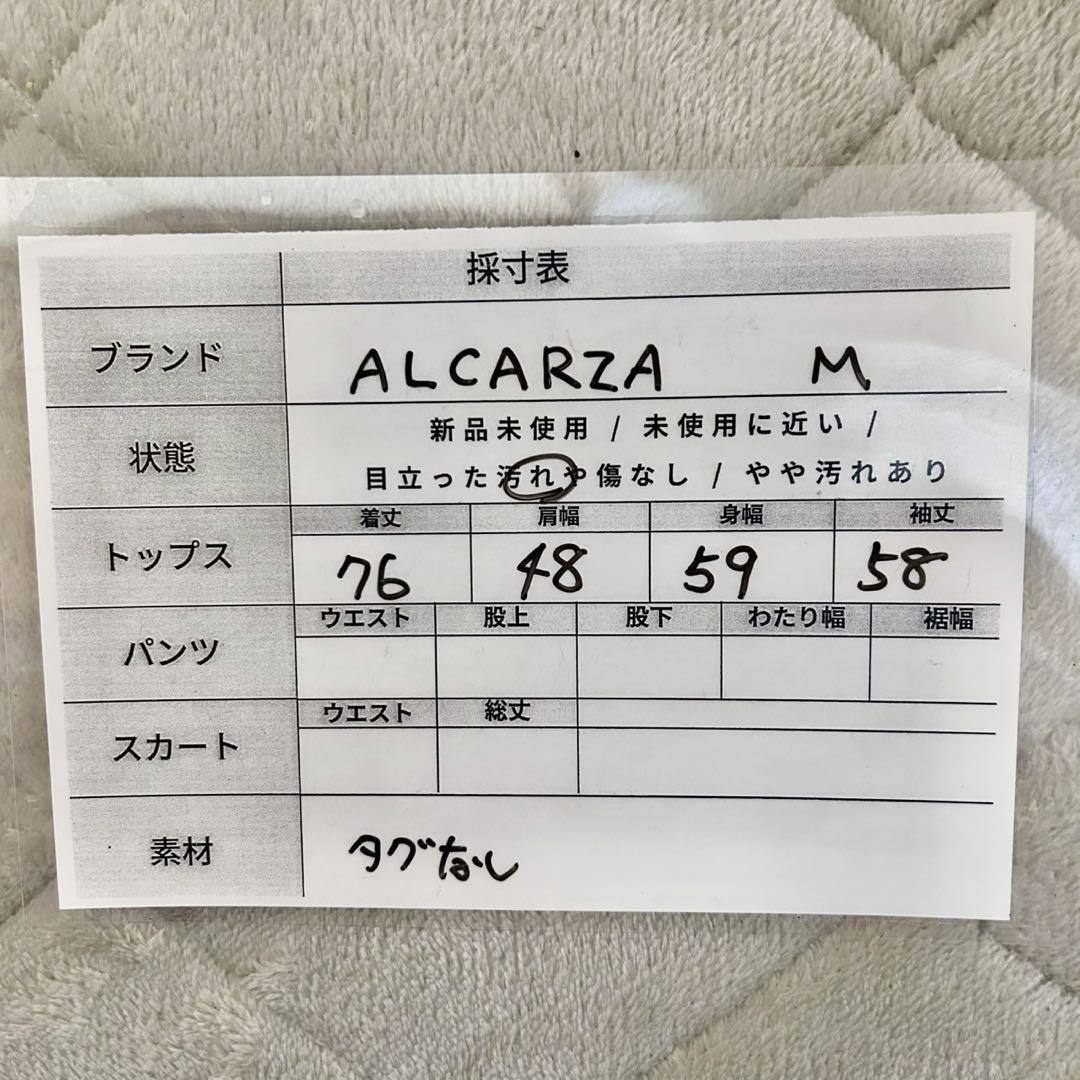 採寸表
ブランド ALCARZA M
状態 新品未使用 / 未使用に近い /
目立った汚れや傷なし / やや汚れあり
トップス 着丈 肩幅 身幅 袖丈
76 48 59 58
パンツ ウエスト 股上 股下 わたり幅 裾幅
スカート ウエスト 総丈
素材 タグなし